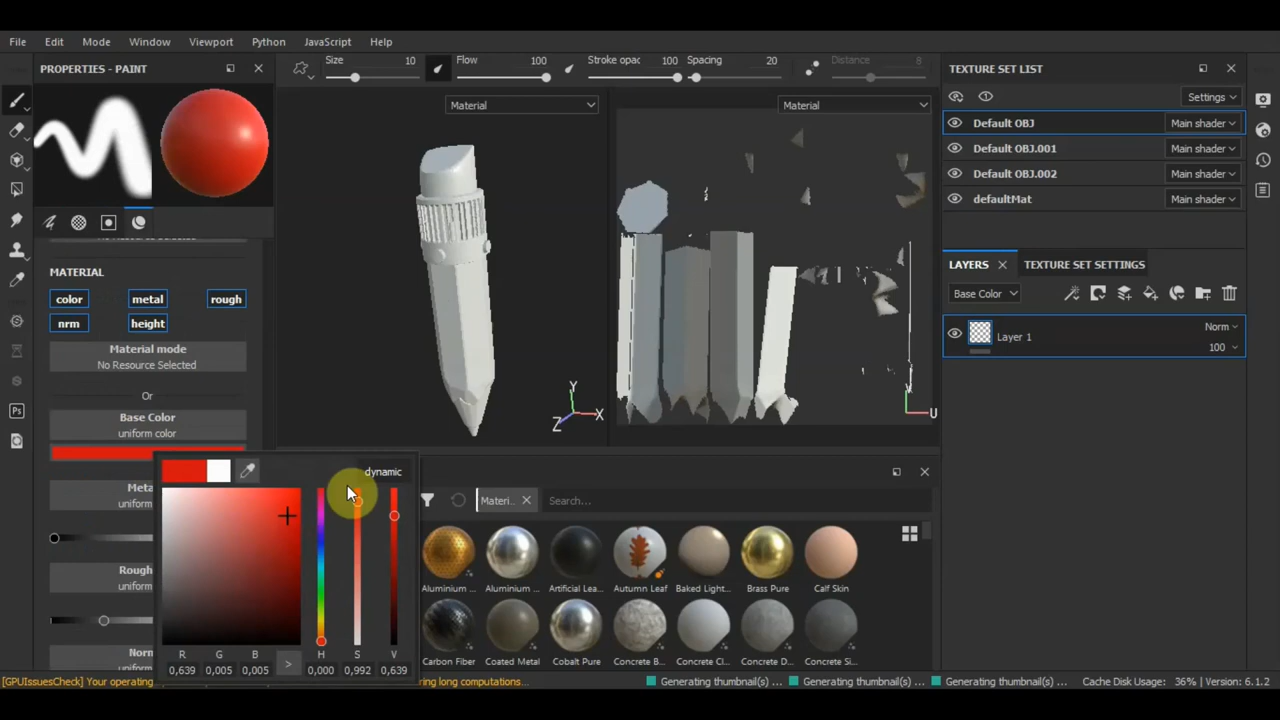 File Edit Mode Window Viewport Python JavaScript Help
PROPERTIES - PAINT
Size 10 Flow 100 Stroke opac 100 Spacing 20 Distance 8
Material
Material
MATERIAL
color metal rough
nrm height
Material mode
No Resource Selected
Or
Base Color
uniform color
dynamic
R G B H S V
0,639 0,005 0,005 > 0,000 0,992 0,639
Y
X
Z
U
Materi...
Search...
Aluminium ... Aluminium ... Artificial Lea... Autumn Leaf Baked Light... Brass Pure Calf Skin
Carbon Fiber Coated Metal Cobalt Pure Concrete B... Concrete Cl... Concrete D... Concrete Si...
TEXTURE SET LIST
Settings
Default OBJ Main shader
Default OBJ.001 Main shader
Default OBJ.002 Main shader
defaultMat Main shader
LAYERS TEXTURE SET SETTINGS
Base Color
Layer 1 Norm
100
[GPUIssuesCheck] Your operating
ring long computations...
Generating thumbnail(s) ... Generating thumbnail(s) ... Generating thumbnail(s) ... Cache Disk Usage: 36% | Version: 6.1.2